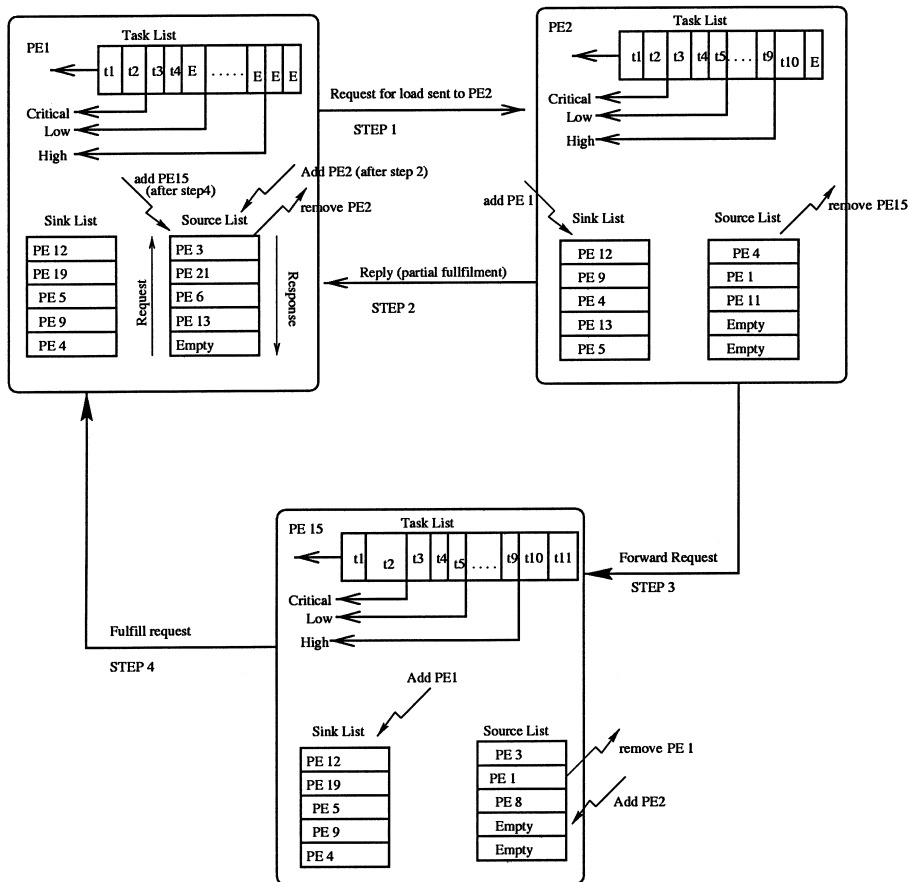 Task List
PE1
t1 t2 t3 t4 E ..... E E E
Critical
Low
High
add PE15
(after step4)
Add PE2 (after step 2)
remove PE2
Sink List
PE 12
PE 19
PE 5
PE 9
PE 4
Request
Source List
PE 3
PE 21
PE 6
PE 13
Empty
Response
Request for load sent to PE2
STEP 1
Reply (partial fullfilment)
STEP 2
Task List
PE2
t1 t2 t3 t4 t5 .... t9 t10 E
Critical
Low
High
add PE 1
remove PE15
Sink List
PE 12
PE 9
PE 4
PE 13
PE 5
Source List
PE 4
PE 1
PE 11
Empty
Empty
Forward Request
STEP 3
Fulfill request
STEP 4
Task List
PE 15
t1 t2 t3 t4 t5 .... t9 t10 t11
Critical
Low
High
Add PE1
Sink List
PE 12
PE 19
PE 5
PE 9
PE 4
Source List
PE 3
PE 1
PE 8
Empty
Empty
remove PE 1
Add PE2